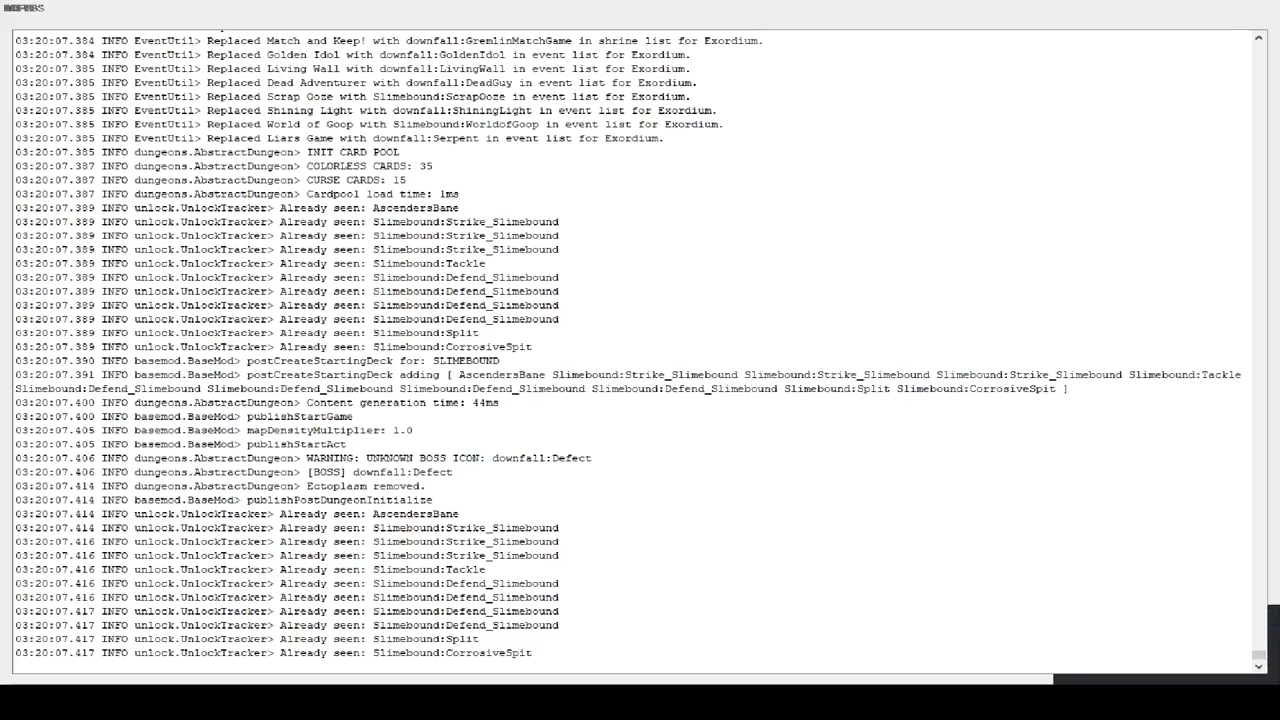 03:20:07.384 INFO EventUtil> Replaced Match and Keep! with downfall:GremlinMatchGame in shrine list for Exordium.
03:20:07.384 INFO EventUtil> Replaced Golden Idol with downfall:GoldenIdol in event list for Exordium.
03:20:07.385 INFO EventUtil> Replaced Living Wall with downfall:LivingWall in event list for Exordium.
03:20:07.385 INFO EventUtil> Replaced Dead Adventurer with downfall:DeadGuy in event list for Exordium.
03:20:07.385 INFO EventUtil> Replaced Scrap Ooze with Slimebound:ScrapOoze in event list for Exordium.
03:20:07.385 INFO EventUtil> Replaced Shining Light with downfall:ShiningLight in event list for Exordium.
03:20:07.385 INFO EventUtil> Replaced World of Goop with Slimebound:WorldofGoop in event list for Exordium.
03:20:07.385 INFO EventUtil> Replaced Liars Game with downfall:Serpent in event list for Exordium.
03:20:07.385 INFO dungeons.AbstractDungeon> INIT CARD POOL
03:20:07.387 INFO dungeons.AbstractDungeon> COLORLESS CARDS: 35
03:20:07.387 INFO dungeons.AbstractDungeon> CURSE CARDS: 15
03:20:07.387 INFO dungeons.AbstractDungeon> Cardpool load time: 1ms
03:20:07.389 INFO unlock.UnlockTracker> Already seen: AscendersBane
03:20:07.389 INFO unlock.UnlockTracker> Already seen: Slimebound:Strike_Slimebound
03:20:07.389 INFO unlock.UnlockTracker> Already seen: Slimebound:Strike_Slimebound
03:20:07.389 INFO unlock.UnlockTracker> Already seen: Slimebound:Strike_Slimebound
03:20:07.389 INFO unlock.UnlockTracker> Already seen: Slimebound:Tackle
03:20:07.389 INFO unlock.UnlockTracker> Already seen: Slimebound:Defend_Slimebound
03:20:07.389 INFO unlock.UnlockTracker> Already seen: Slimebound:Defend_Slimebound
03:20:07.389 INFO unlock.UnlockTracker> Already seen: Slimebound:Defend_Slimebound
03:20:07.389 INFO unlock.UnlockTracker> Already seen: Slimebound:Defend_Slimebound
03:20:07.389 INFO unlock.UnlockTracker> Already seen: Slimebound:Split
03:20:07.389 INFO unlock.UnlockTracker> Already seen: Slimebound:CorrosiveSpit
03:20:07.390 INFO basemod.BaseMod> postCreateStartingDeck for: SLIMEBOUND
03:20:07.391 INFO basemod.BaseMod> postCreateStartingDeck adding [ AscendersBane Slimebound:Strike_Slimebound Slimebound:Strike_Slimebound Slimebound:Strike_Slimebound Slimebound:Tackle
Slimebound:Defend_Slimebound Slimebound:Defend_Slimebound Slimebound:Defend_Slimebound Slimebound:Defend_Slimebound Slimebound:Split Slimebound:CorrosiveSpit ]
03:20:07.400 INFO dungeons.AbstractDungeon> Content generation time: 44ms
03:20:07.400 INFO basemod.BaseMod> publishStartGame
03:20:07.405 INFO basemod.BaseMod> mapDensityMultiplier: 1.0
03:20:07.405 INFO basemod.BaseMod> publishStartAct
03:20:07.406 INFO dungeons.AbstractDungeon> WARNING: UNKNOWN BOSS ICON: downfall:Defect
03:20:07.406 INFO dungeons.AbstractDungeon> [BOSS] downfall:Defect
03:20:07.414 INFO dungeons.AbstractDungeon> Ectoplasm removed.
03:20:07.414 INFO basemod.BaseMod> publishPostDungeonInitialize
03:20:07.414 INFO unlock.UnlockTracker> Already seen: AscendersBane
03:20:07.414 INFO unlock.UnlockTracker> Already seen: Slimebound:Strike_Slimebound
03:20:07.416 INFO unlock.UnlockTracker> Already seen: Slimebound:Strike_Slimebound
03:20:07.416 INFO unlock.UnlockTracker> Already seen: Slimebound:Strike_Slimebound
03:20:07.416 INFO unlock.UnlockTracker> Already seen: Slimebound:Tackle
03:20:07.416 INFO unlock.UnlockTracker> Already seen: Slimebound:Defend_Slimebound
03:20:07.416 INFO unlock.UnlockTracker> Already seen: Slimebound:Defend_Slimebound
03:20:07.417 INFO unlock.UnlockTracker> Already seen: Slimebound:Defend_Slimebound
03:20:07.417 INFO unlock.UnlockTracker> Already seen: Slimebound:Defend_Slimebound
03:20:07.417 INFO unlock.UnlockTracker> Already seen: Slimebound:Split
03:20:07.417 INFO unlock.UnlockTracker> Already seen: Slimebound:CorrosiveSpit